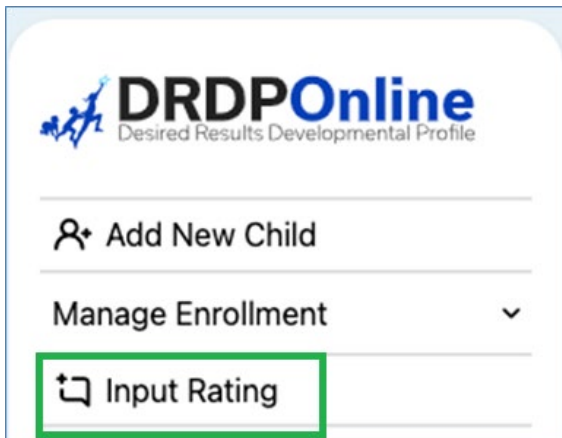 DRDPOnline
Desired Results Developmental Profile
Add New Child
Manage Enrollment
Input Rating